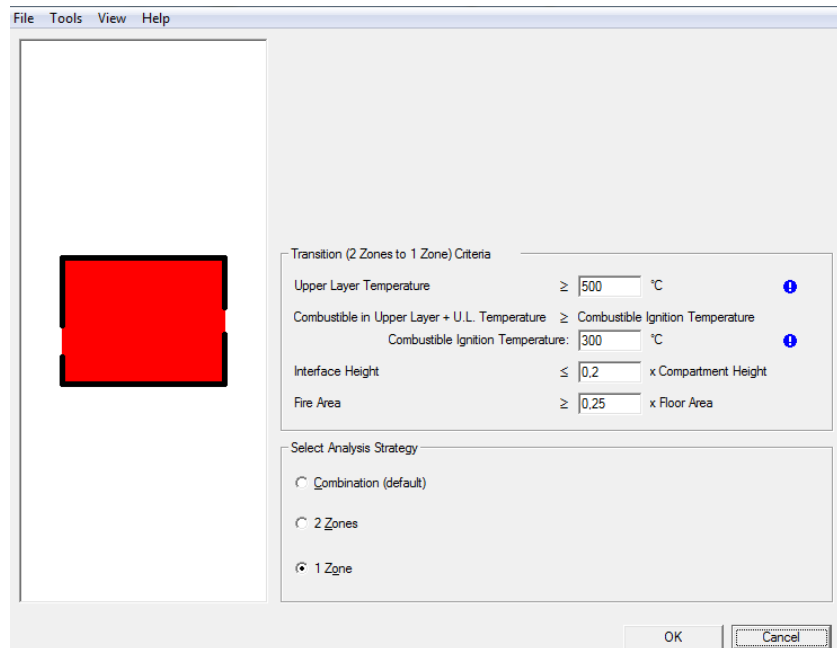 File Tools View Help
Transition (2 Zones to 1 Zone) Criteria
Upper Layer Temperature ≥ 500 °C
Combustible in Upper Layer + U.L. Temperature ≥ Combustible Ignition Temperature
Combustible Ignition Temperature: 300 °C
Interface Height ≤ 0,2 x Compartment Height
Fire Area ≥ 0,25 x Floor Area
Select Analysis Strategy
Combination (default)
2 Zones
1 Zone
OK Cancel